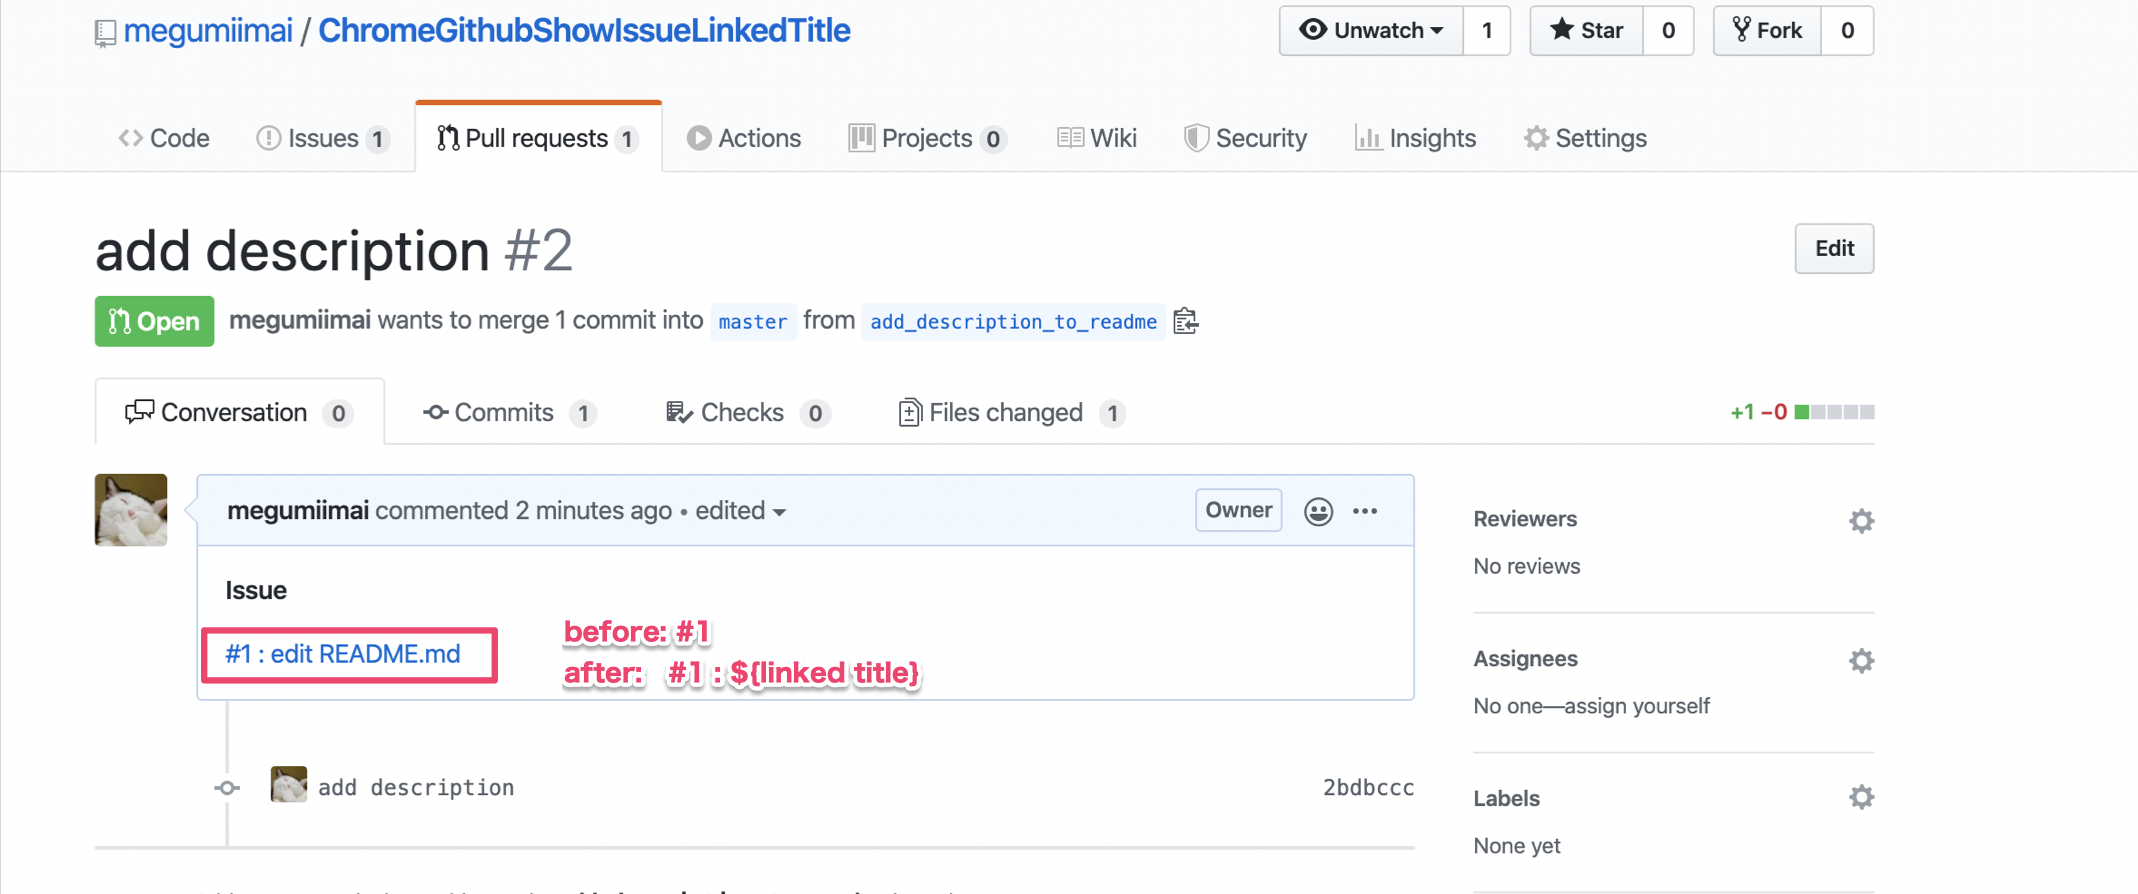 megumiimai / ChromeGithubShowIssueLinkedTitle
Unwatch 1 Star 0 Fork 0
Code Issues 1 Pull requests 1 Actions Projects 0 Wiki Security Insights Settings
add description #2
Edit
Open megumiimai wants to merge 1 commit into master from add_description_to_readme
Conversation 0 Commits 1 Checks 0 Files changed 1 +1 −0
megumiimai commented 2 minutes ago • edited
Owner
Issue
#1 : edit README.md
before: #1
after: #1 : ${linked title}
add description 2bdbccc
Reviewers
No reviews
Assignees
No one—assign yourself
Labels
None yet